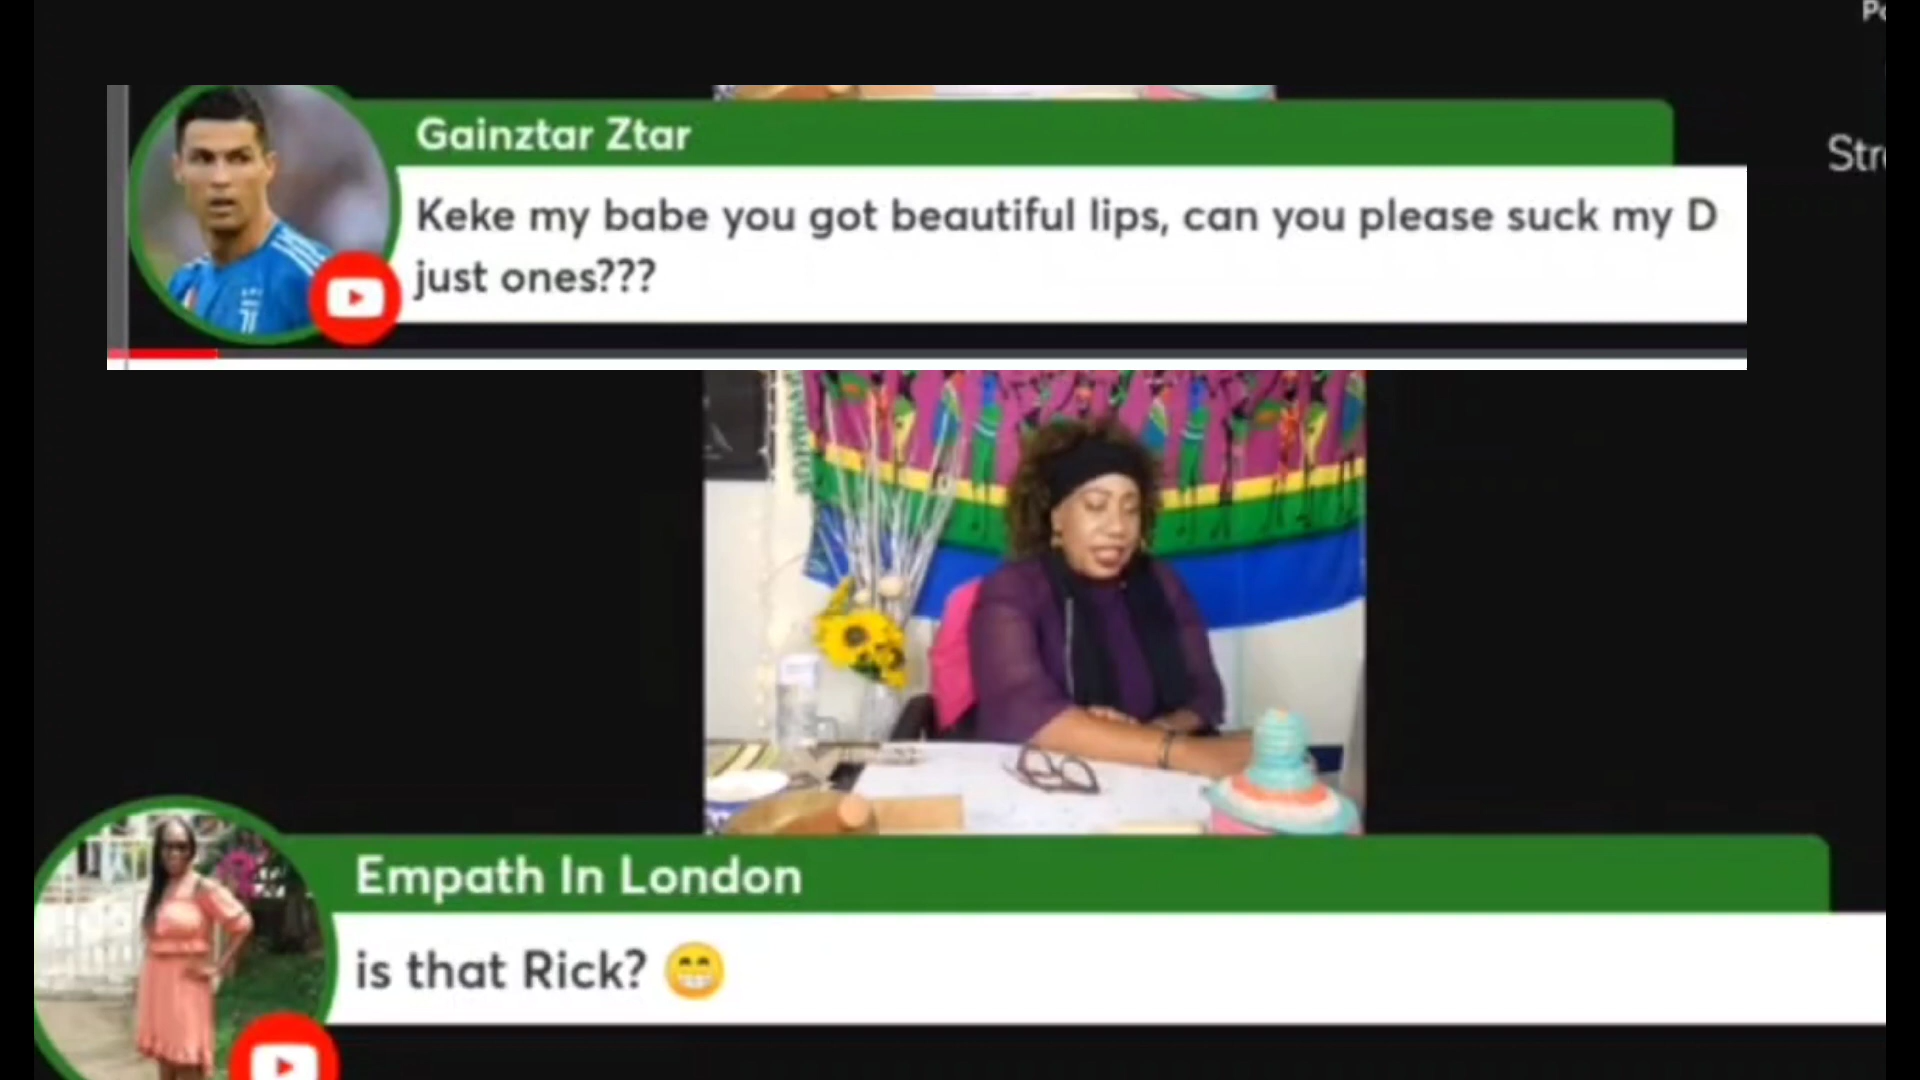 Gainztar Ztar
Keke my babe you got beautiful lips, can you please suck my D
just ones???
Empath In London
is that Rick? 😁